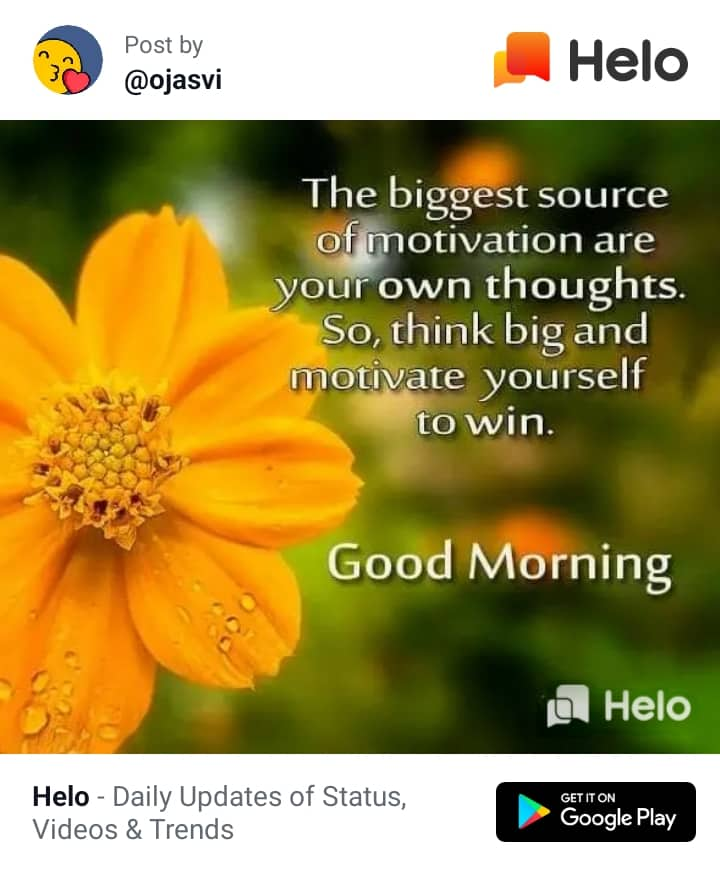 Post by
@ojasvi
Helo
The biggest source
of motivation are
your own thoughts.
So, think big and
motivate yourself
to win.
Good Morning
Helo
Helo - Daily Updates of Status,
Videos & Trends
GET IT ON
Google Play